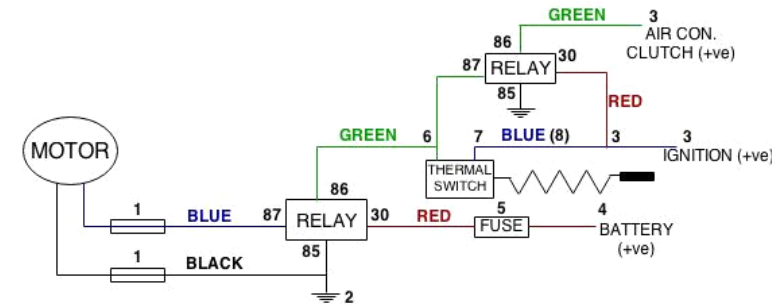 GREEN 3
86 AIR CON.
CLUTCH (+ve)
87 RELAY 30
85 RED
GREEN 6 7 BLUE (8) 3 3
MOTOR IGNITION (+ve)
THERMAL
SWITCH
86
1 BLUE 87 RELAY 30 RED 5 4
FUSE BATTERY
(+ve)
85
1 BLACK
2